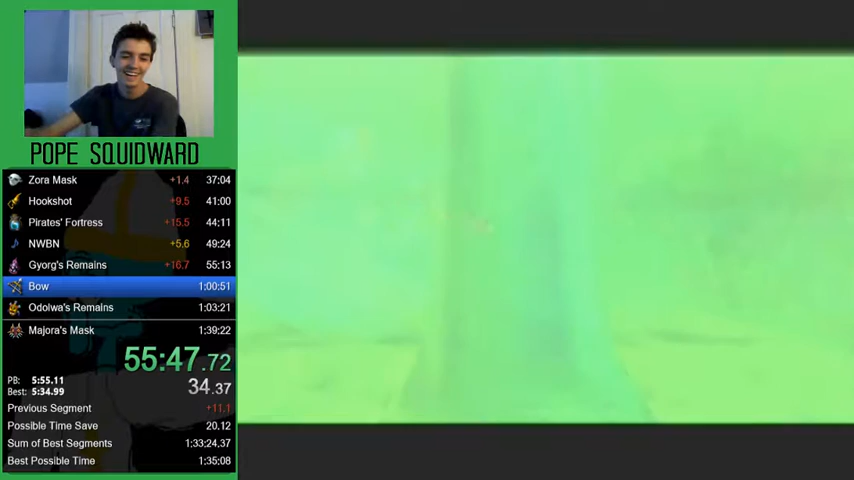 POPE SQUIDWARD
Zora Mask +1.4 37:04
Hookshot +9.5 41:00
Pirates' Fortress +15.5 44:11
NWBN +5.6 49:24
Gyorg's Remains +16.7 55:13
Bow 1:00:51
Odolwa's Remains 1:03:21
Majora's Mask 1:39:22
55:47.72
PB: 5:55.11
Best: 5:34.99
34.37
Previous Segment +11.1
Possible Time Save 20.12
Sum of Best Segments 1:33:24.37
Best Possible Time 1:35:08